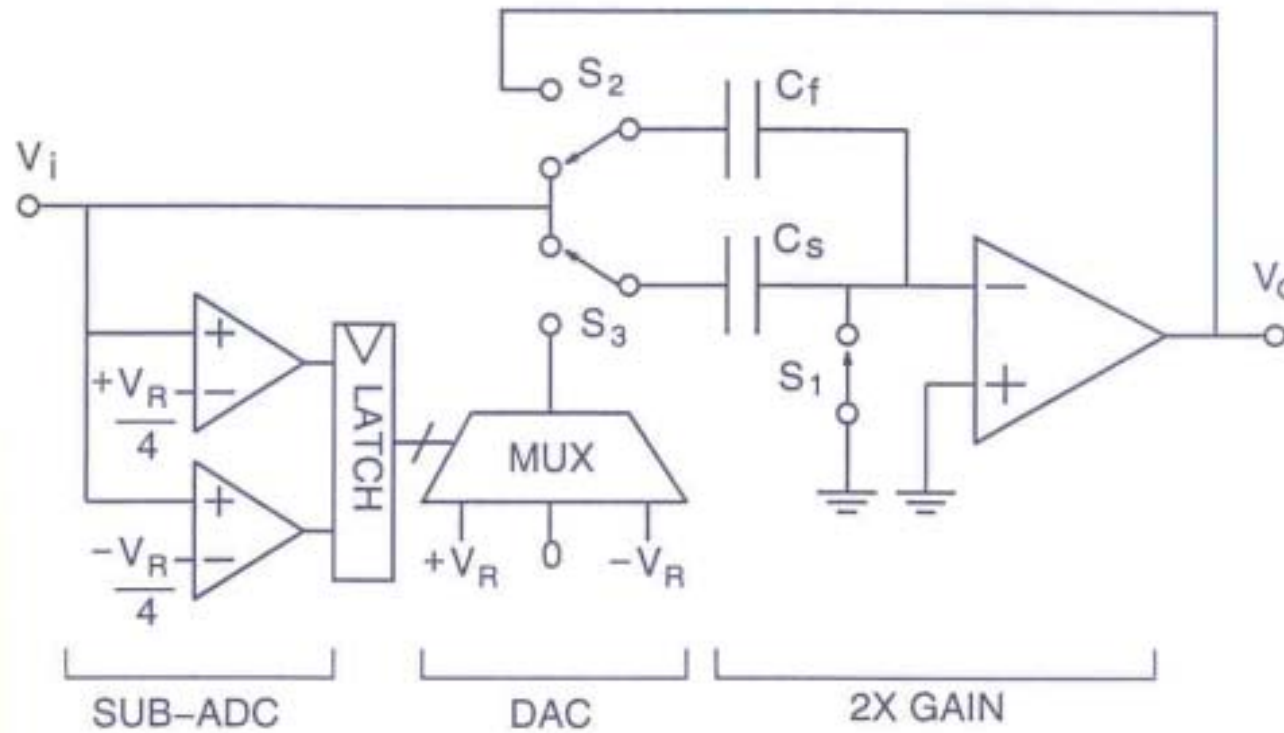 S2
Cf
Vi
Cs
S3
Vo
+
−
+VR
4
LATCH
S1
−
+
MUX
+
−
−VR
4
+VR 0 −VR
SUB−ADC DAC 2X GAIN